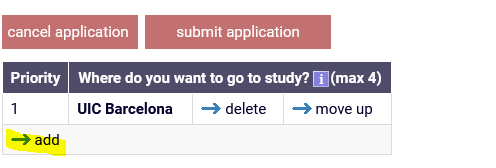 cancel application submit application
Priority Where do you want to go to study? i (max 4)
1 UIC Barcelona → delete → move up
→ add